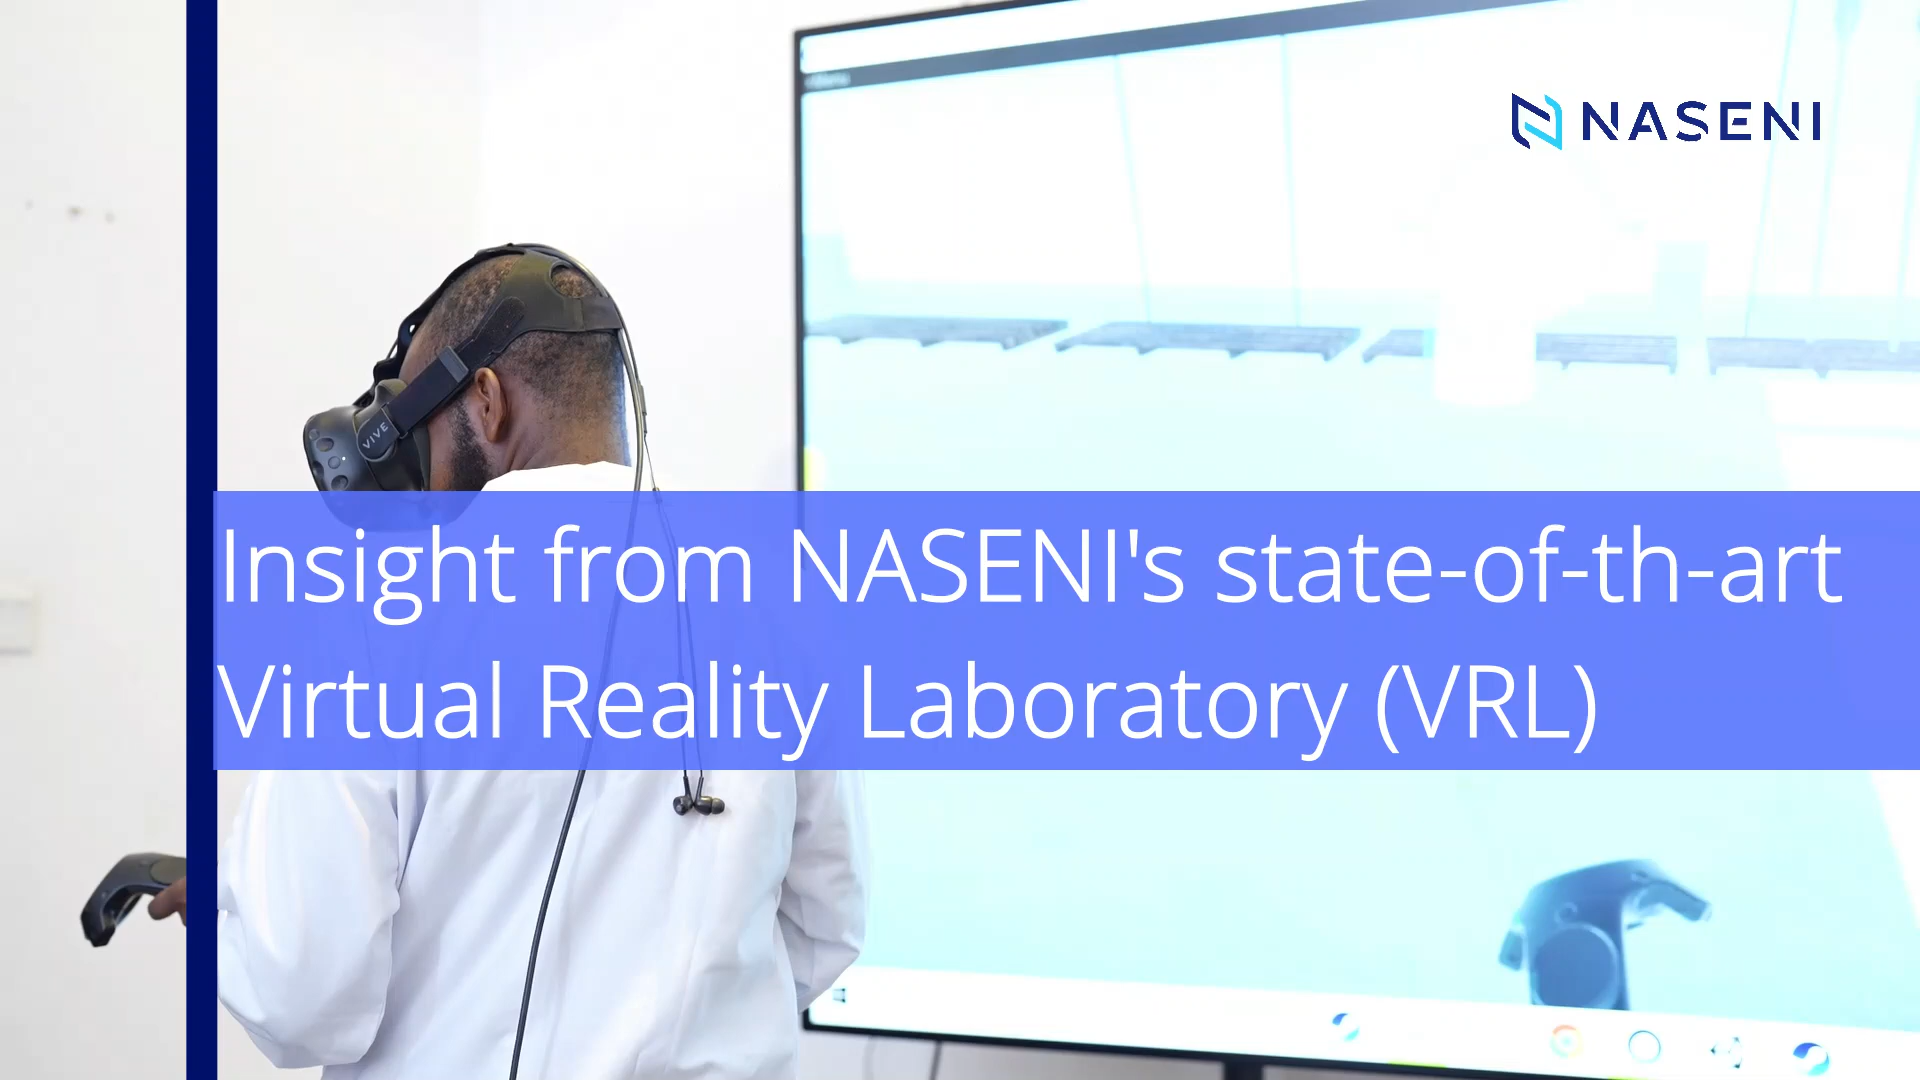 NASENI
VIVE
Insight from NASENI's state-of-th-art
Virtual Reality Laboratory (VRL)